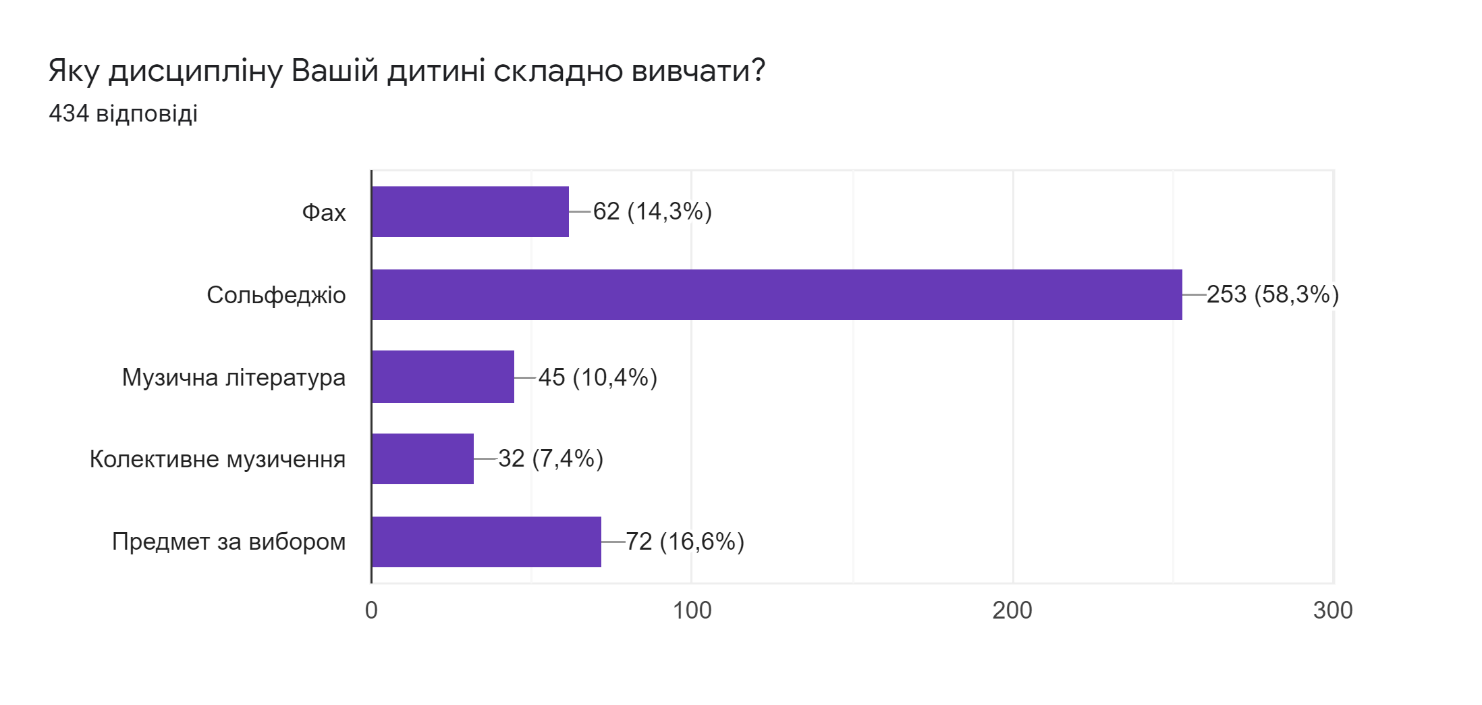 Яку дисципліну Вашій дитині складно вивчати?
434 відповіді
Фах
62 (14,3%)
Сольфеджіо
253 (58,3%)
Музична література
45 (10,4%)
Колективне музичення
32 (7,4%)
Предмет за вибором
72 (16,6%)
0 100 200 300